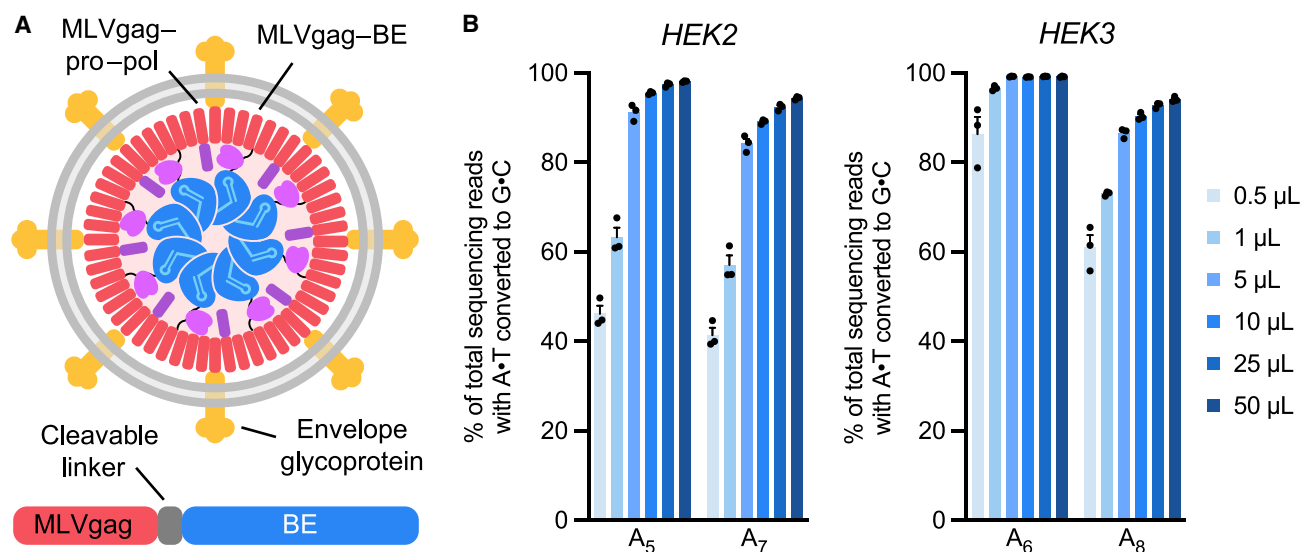 A
MLVgag–
pro–pol
MLVgag–BE
Cleavable
linker
Envelope
glycoprotein
MLVgag
BE
B
HEK2
% of total sequencing reads
with A•T converted to G•C
100
80
60
40
20
0
A₅
A₇
HEK3
% of total sequencing reads
with A•T converted to G•C
100
80
60
40
20
0
A₆
A₈
0.5 µL
1 µL
5 µL
10 µL
25 µL
50 µL